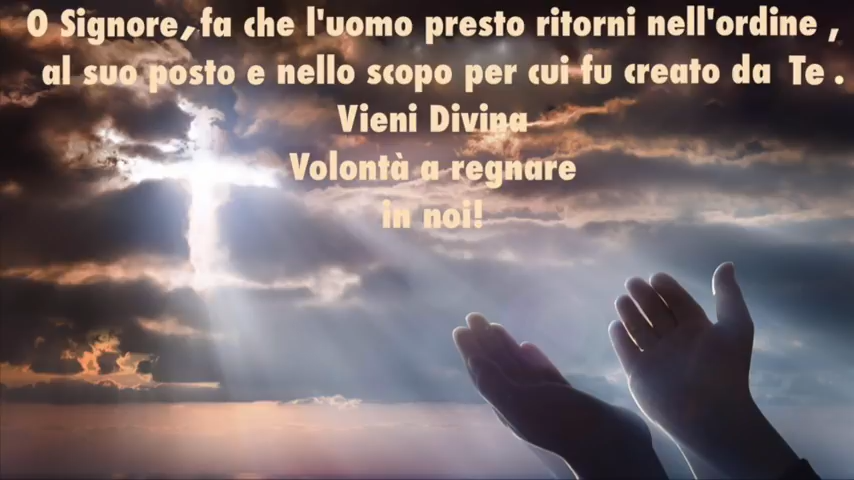 O Signore, fa che l'uomo presto ritorni nell'ordine ,
al suo posto e nello scopo per cui fu creato da Te .
Vieni Divina
Volontà a regnare
in noi!